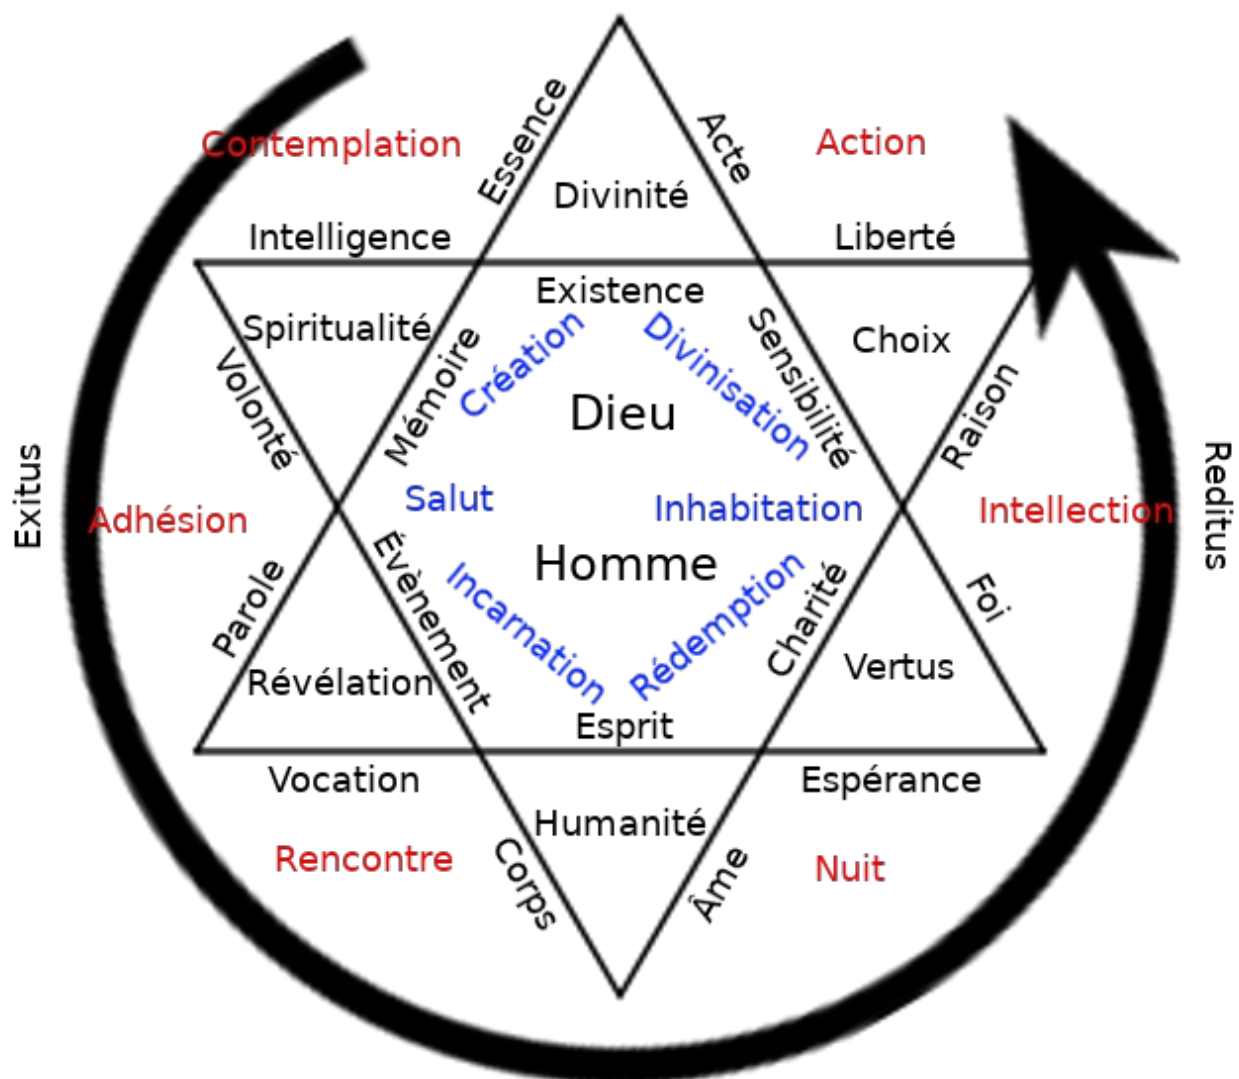 Essence
Acte
Contemplation
Action
Divinité
Intelligence
Liberté
Existence
Spiritualité
Choix
Volonté
Mémoire
Création
Divinisation
Sensibilité
Raison
Dieu
Exitus
Reditus
Salut
Inhabitation
Adhésion
Intellection
Homme
Parole
Évènement
Incarnation
Rédemption
Charité
Foi
Révélation
Vertus
Esprit
Vocation
Espérance
Humanité
Rencontre
Nuit
Corps
Âme